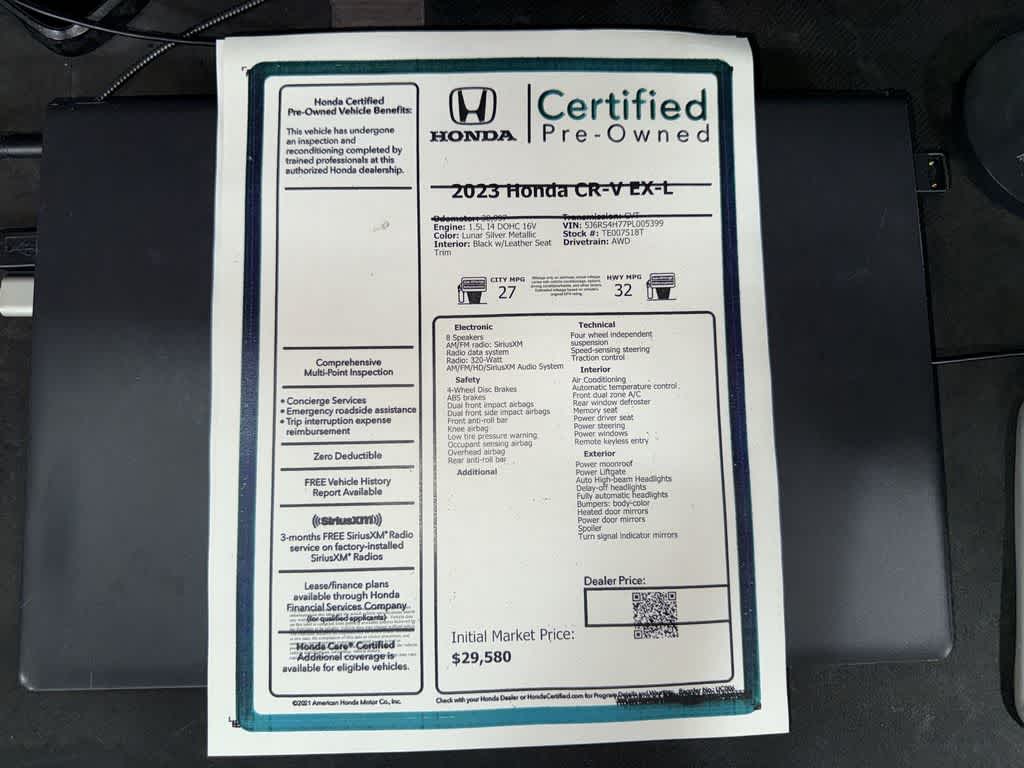 Honda Certified
Pre-Owned Vehicle Benefits:
This vehicle has undergone
an inspection and
reconditioning completed by
trained professionals at this
authorized Honda dealership.
Comprehensive
Multi-Point Inspection
• Concierge Services
• Emergency roadside assistance
• Trip interruption expense
reimbursement
Zero Deductible
FREE Vehicle History
Report Available
((SiriusXM))
3-months FREE SiriusXM® Radio
service on factory-installed
SiriusXM® Radios
Lease/finance plans
available through Honda
Financial Services Company
(for qualified applicants)
Honda Care® Certified
Additional coverage is
available for eligible vehicles.
©2021 American Honda Motor Co., Inc.
HONDA
Certified
Pre-Owned
2023 Honda CR-V EX-L
Odometer:
Engine: 1.5L I4 DOHC 16V
Color: Lunar Silver Metallic
Interior: Black w/Leather Seat
Trim
Transmission: CVT
VIN: 5J6RS4H77PL005399
Stock #: TE007518T
Drivetrain: AWD
CITY MPG
27
HWY MPG
32
Electronic
8 Speakers
AM/FM radio: SiriusXM
Radio data system
Radio: 320-Watt
AM/FM/HD/SiriusXM Audio System
Safety
4-Wheel Disc Brakes
ABS brakes
Dual front impact airbags
Dual front side impact airbags
Front anti-roll bar
Knee airbag
Low tire pressure warning
Occupant sensing airbag
Overhead airbag
Rear anti-roll bar
Additional
Technical
Four wheel independent
suspension
Speed-sensing steering
Traction control
Interior
Air Conditioning
Automatic temperature control
Front dual zone A/C
Rear window defroster
Memory seat
Power driver seat
Power steering
Power windows
Remote keyless entry
Exterior
Power moonroof
Power Liftgate
Auto High-beam Headlights
Delay-off headlights
Fully automatic headlights
Bumpers: body-color
Heated door mirrors
Power door mirrors
Spoiler
Turn signal indicator mirrors
Dealer Price:
Initial Market Price:
$29,580
Check with your Honda Dealer or HondaCertified.com for Program Details